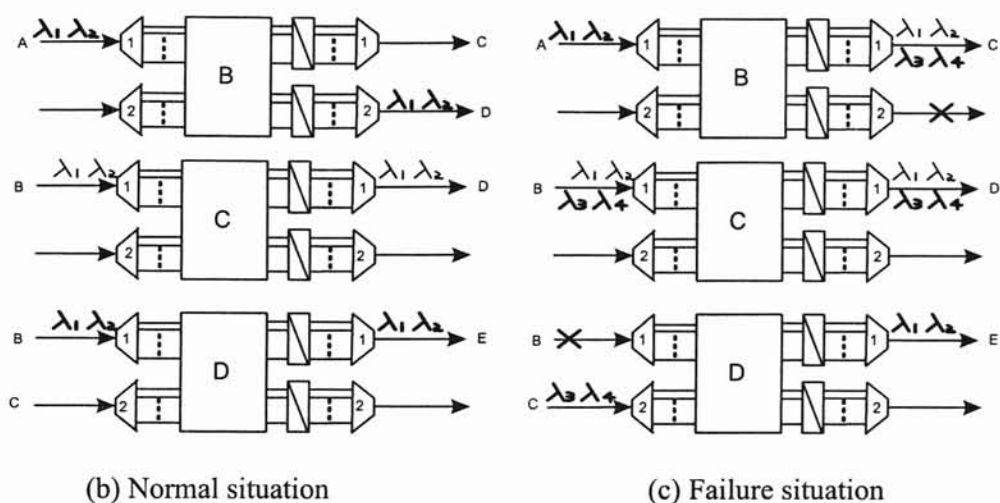 A λ₁ λ₂ 1 B 1 C
2 2 λ₁ λ₂ D
B λ₁ λ₂ 1 C 1 λ₁ λ₂ D
2 2
B λ₁ λ₂ 1 D 1 λ₁ λ₂ E
C 2 2
(b) Normal situation
A λ₁ λ₂ 1 B 1 λ₁ λ₂ C
λ₃ λ₄
2 2
B λ₁ λ₂ 1 C 1 λ₁ λ₂ D
λ₃ λ₄ λ₃ λ₄
2 2
B 1 D 1 λ₁ λ₂ E
C λ₃ λ₄ 2 2
(c) Failure situation